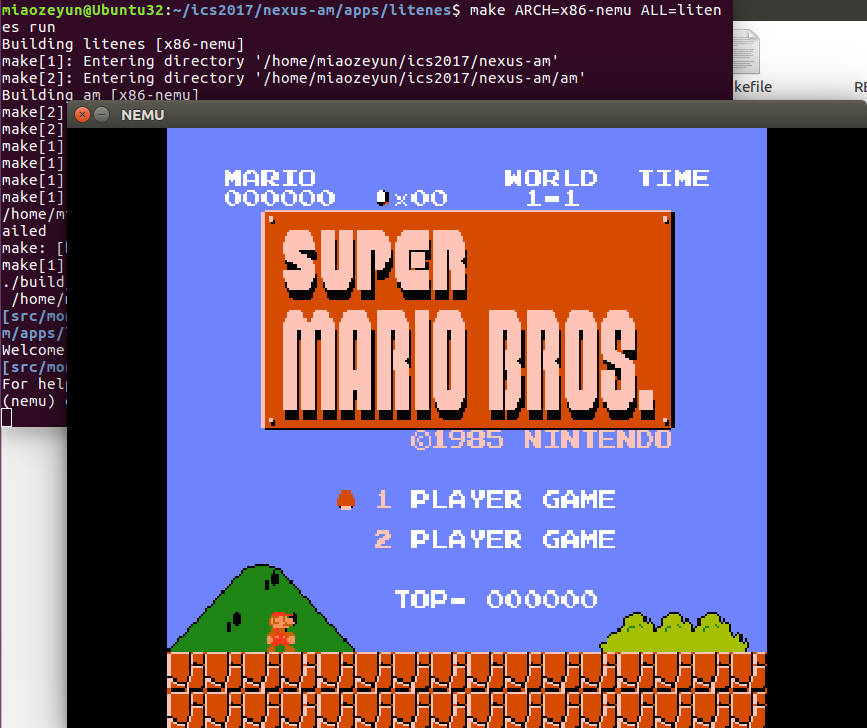 miaozeyun@Ubuntu32:~/ics2017/nexus-am/apps/litenes$ make ARCH=x86-nemu ALL=liten
es run
Building litenes [x86-nemu]
make[1]: Entering directory '/home/miaozeyun/ics2017/nexus-am'
make[2]: Entering directory '/home/miaozeyun/ics2017/nexus-am/am'
Building am [x86-nemu]
make[2]
make[2]
make[1]
make[1]
make[1]
make[1]
/home/m
ailed
make: [
make[1]
./build
/home/m
[src/mo
m/apps/
Welcome
[src/mo
For help
(nemu)
kefile
RE
NEMU
MARIO WORLD TIME
000000 x00 1-1
SUPER
MARIO BROS.
©1985 NINTENDO
1 PLAYER GAME
2 PLAYER GAME
TOP- 000000